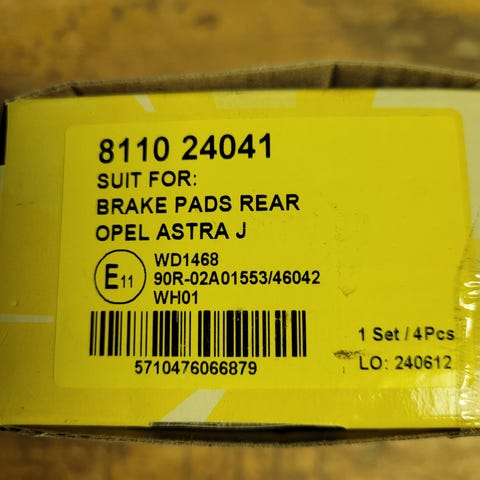 8110 24041
SUIT FOR:
BRAKE PADS REAR
OPEL ASTRA J
E11
WD1468
90R-02A01553/46042
WH01
5710476066879
1 Set / 4Pcs
LO: 240612